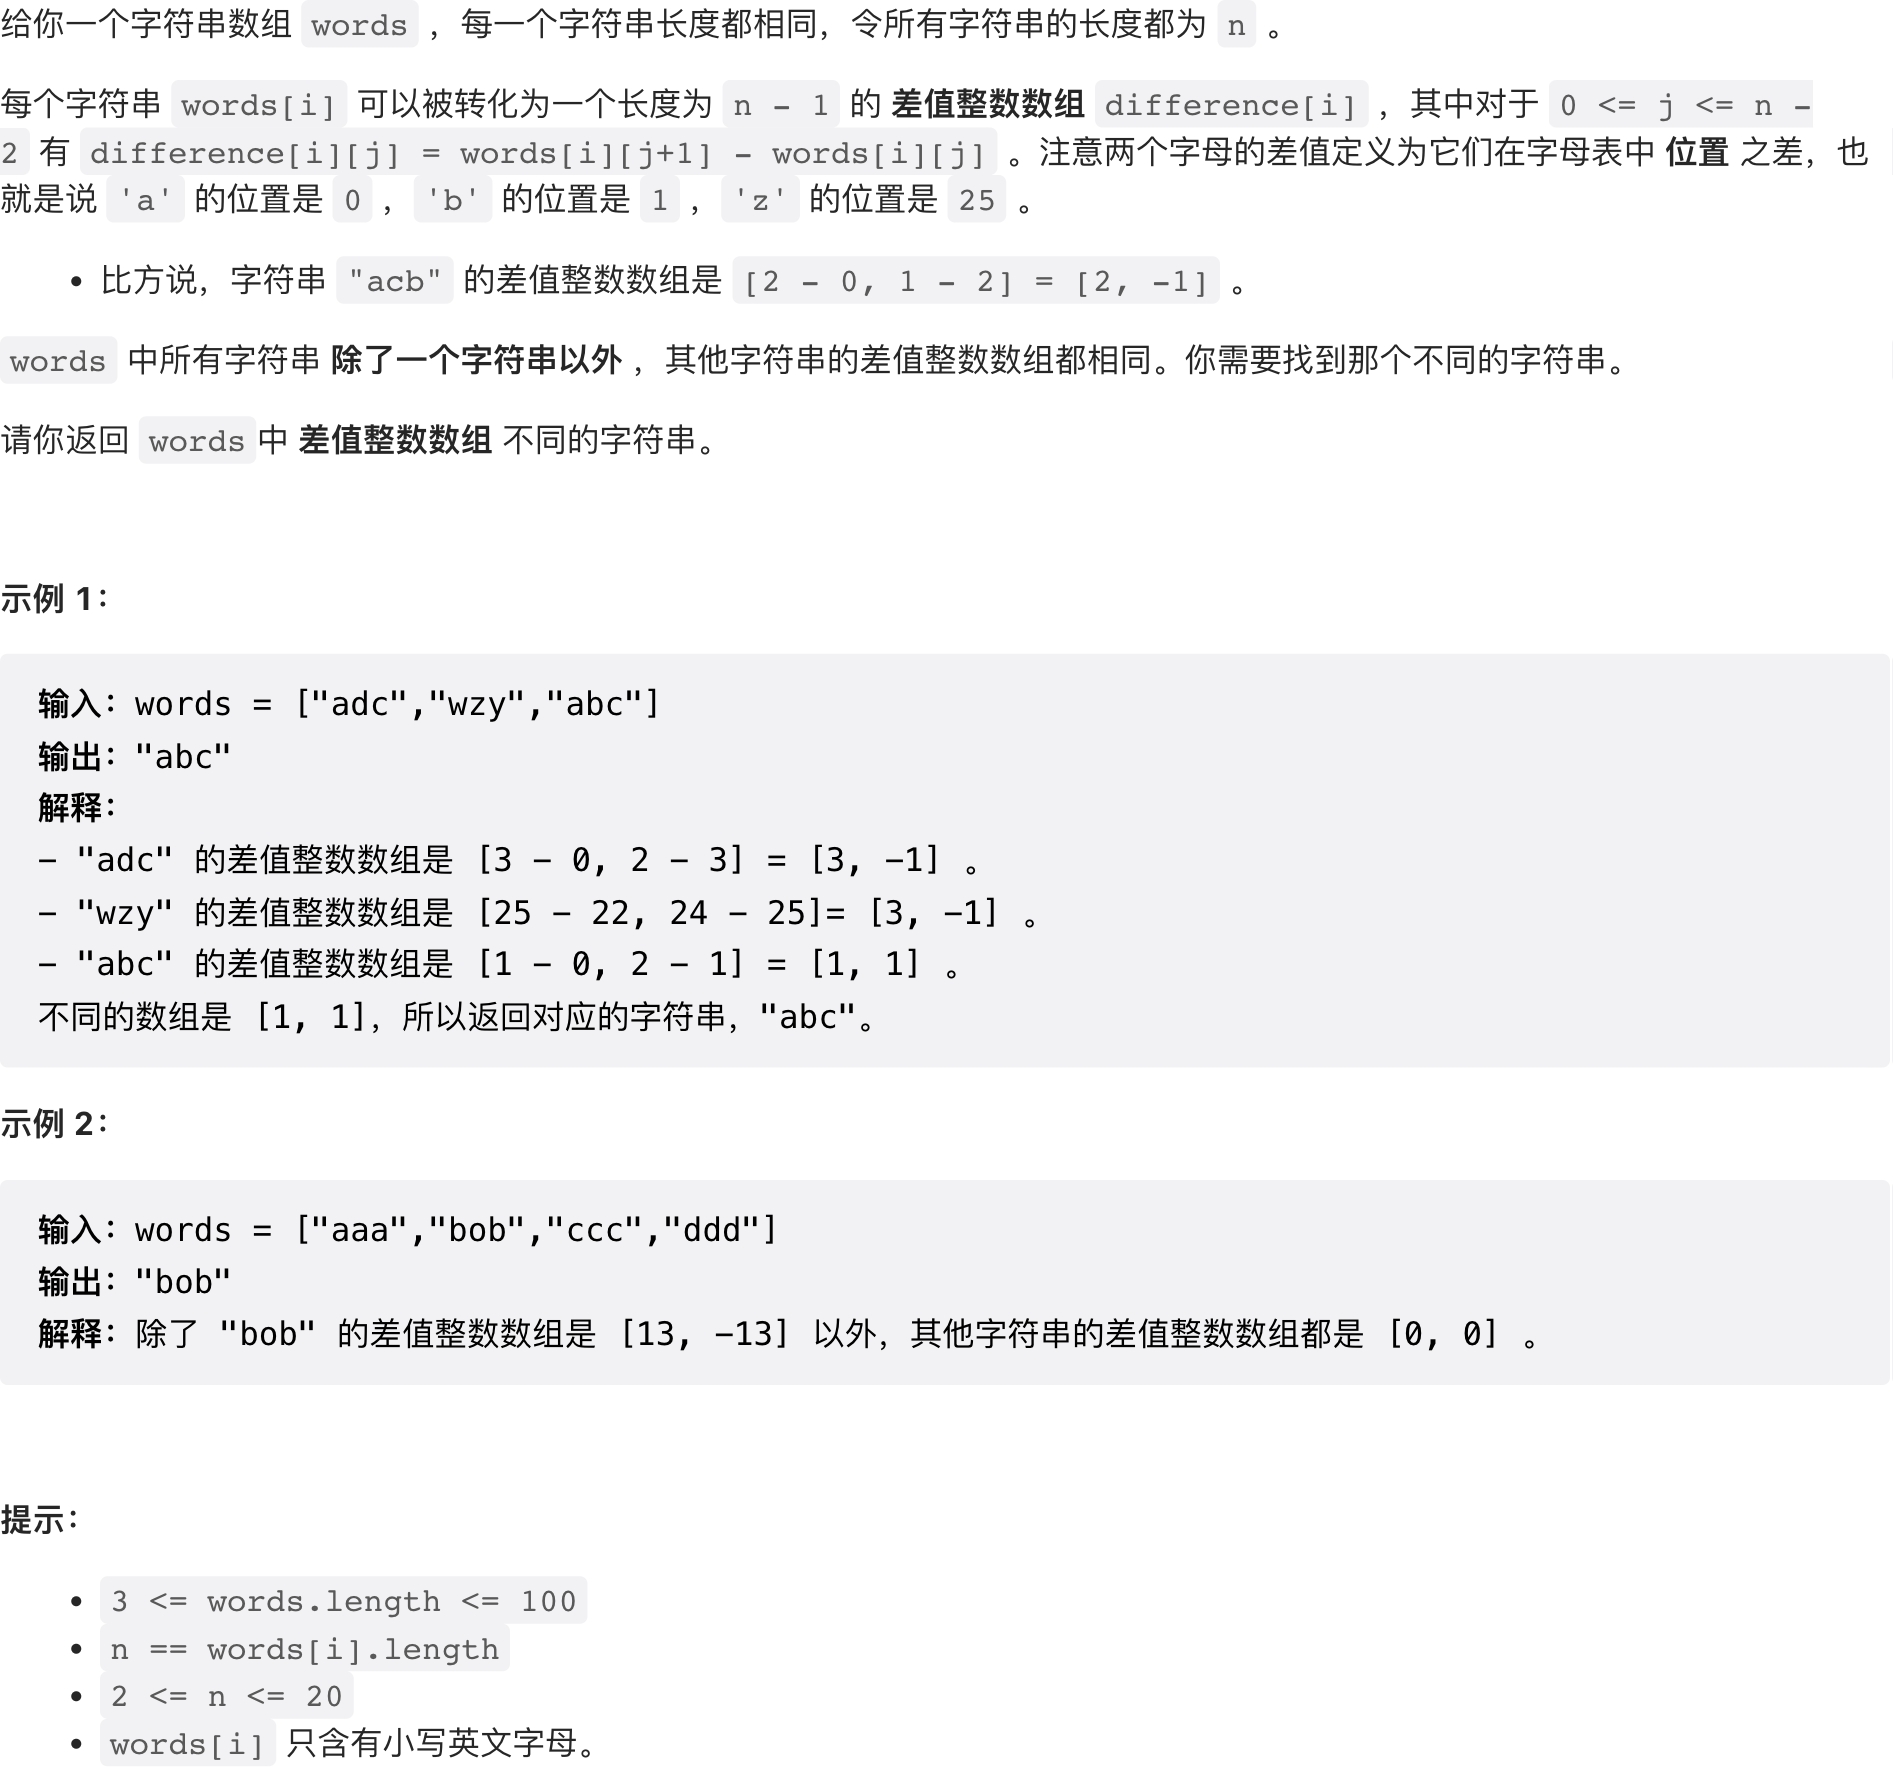 给你一个字符串数组 words ，每一个字符串长度都相同，令所有字符串的长度都为 n 。
每个字符串 words[i] 可以被转化为一个长度为 n - 1 的 差值整数数组 difference[i] ，其中对于 0 <= j <= n -
2 有 difference[i][j] = words[i][j+1] - words[i][j] 。注意两个字母的差值定义为它们在字母表中 位置 之差，也
就是说 'a' 的位置是 0 ， 'b' 的位置是 1 ， 'z' 的位置是 25 。
• 比方说，字符串 "acb" 的差值整数数组是 [2 - 0, 1 - 2] = [2, -1] 。
words 中所有字符串 除了一个字符串以外 ，其他字符串的差值整数数组都相同。你需要找到那个不同的字符串。
请你返回 words中 差值整数数组 不同的字符串。
示例 1：
输入：words = ["adc","wzy","abc"]
输出："abc"
解释：
- "adc" 的差值整数数组是 [3 - 0, 2 - 3] = [3, -1] 。
- "wzy" 的差值整数数组是 [25 - 22, 24 - 25]= [3, -1] 。
- "abc" 的差值整数数组是 [1 - 0, 2 - 1] = [1, 1] 。
不同的数组是 [1, 1]，所以返回对应的字符串，"abc"。
示例 2：
输入：words = ["aaa","bob","ccc","ddd"]
输出："bob"
解释：除了 "bob" 的差值整数数组是 [13, -13] 以外，其他字符串的差值整数数组都是 [0, 0] 。
提示：
• 3 <= words.length <= 100
• n == words[i].length
• 2 <= n <= 20
• words[i] 只含有小写英文字母。